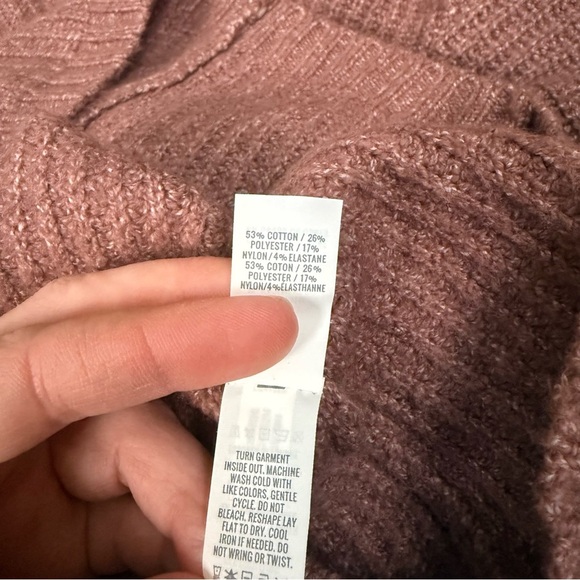 53% COTTON / 26%
POLYESTER / 17%
NYLON/4% ELASTANE
53% COTON / 26%
POLYESTER / 17%
NYLON/4%ÉLASTHANNE
TURN GARMENT
INSIDE OUT. MACHINE
WASH COLD WITH
LIKE COLORS, GENTLE
CYCLE. DO NOT
BLEACH. RESHAPE LAY
FLAT TO DRY. COOL
IRON IF NEEDED. DO
NOT WRING OR TWIST.